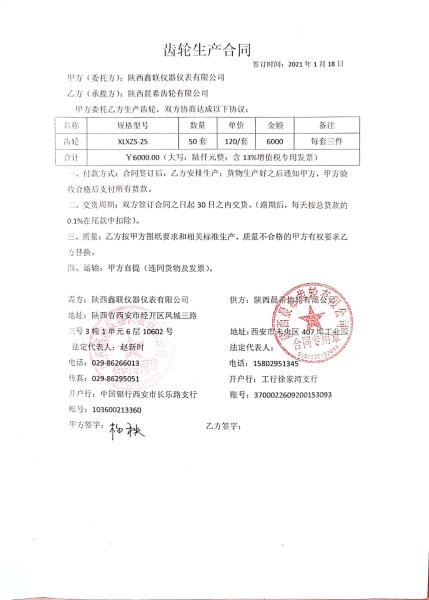 齿轮生产合同
签订时间：2021 年 1 月 18 日
甲方（委托方）：陕西鑫联仪器仪表有限公司
乙方（承揽方）：陕西晨希齿轮有限公司
甲方委托乙方生产齿轮，双方协商达成以下协议：
名称 规格型号 数量 单价 金额 备注
齿轮 XLXZS-25 50 套 120/套 6000 每套三件
合计 ￥6000.00（大写：陆仟元整；含 13%增值税专用发票）
一、付款方式：合同签订后，乙方安排生产；货物生产好之后通知甲方，甲方验
收合格后支付所有货款。
二、交货周期：双方签订合同之日起 30 日之内交货。（逾期后，每天按总货款的
0.1%在尾款中扣除）。
三、质量：乙方按甲方图纸要求和相关标准生产，质量不合格的甲方有权要求乙
方替换。
四、运输：甲方自提（连同货物及发票）。
需方：陕西鑫联仪器仪表有限公司 供方：陕西晨希齿轮有限公司
地址：陕西省西安市经开区凤城三路
三号 3 幢 1 单元 6 层 10602 号 地址：西安市未央区 407 库工业园
法定代表人：赵新时 法定代表人：
电话：029-86266013 电话：15802951345
传真：029-86295051 开户行：工行徐家湾支行
开户行：中国银行西安市长乐路支行 账号：3700022609200153093
账号：103600213360
甲方签字： 乙方签字：
陕西晨希齿轮有限公司
合同专用章